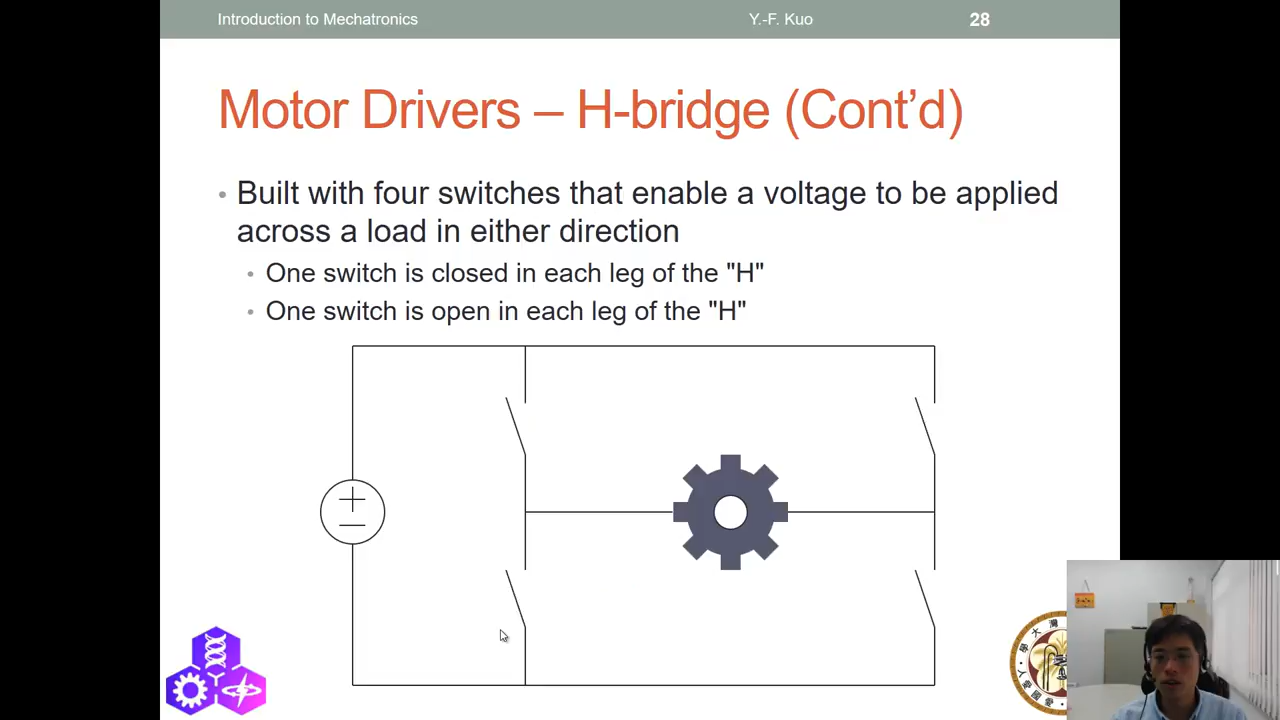 Introduction to Mechatronics
Y.-F. Kuo
28
Motor Drivers – H-bridge (Cont’d)
• Built with four switches that enable a voltage to be applied
across a load in either direction
• One switch is closed in each leg of the "H"
• One switch is open in each leg of the "H"